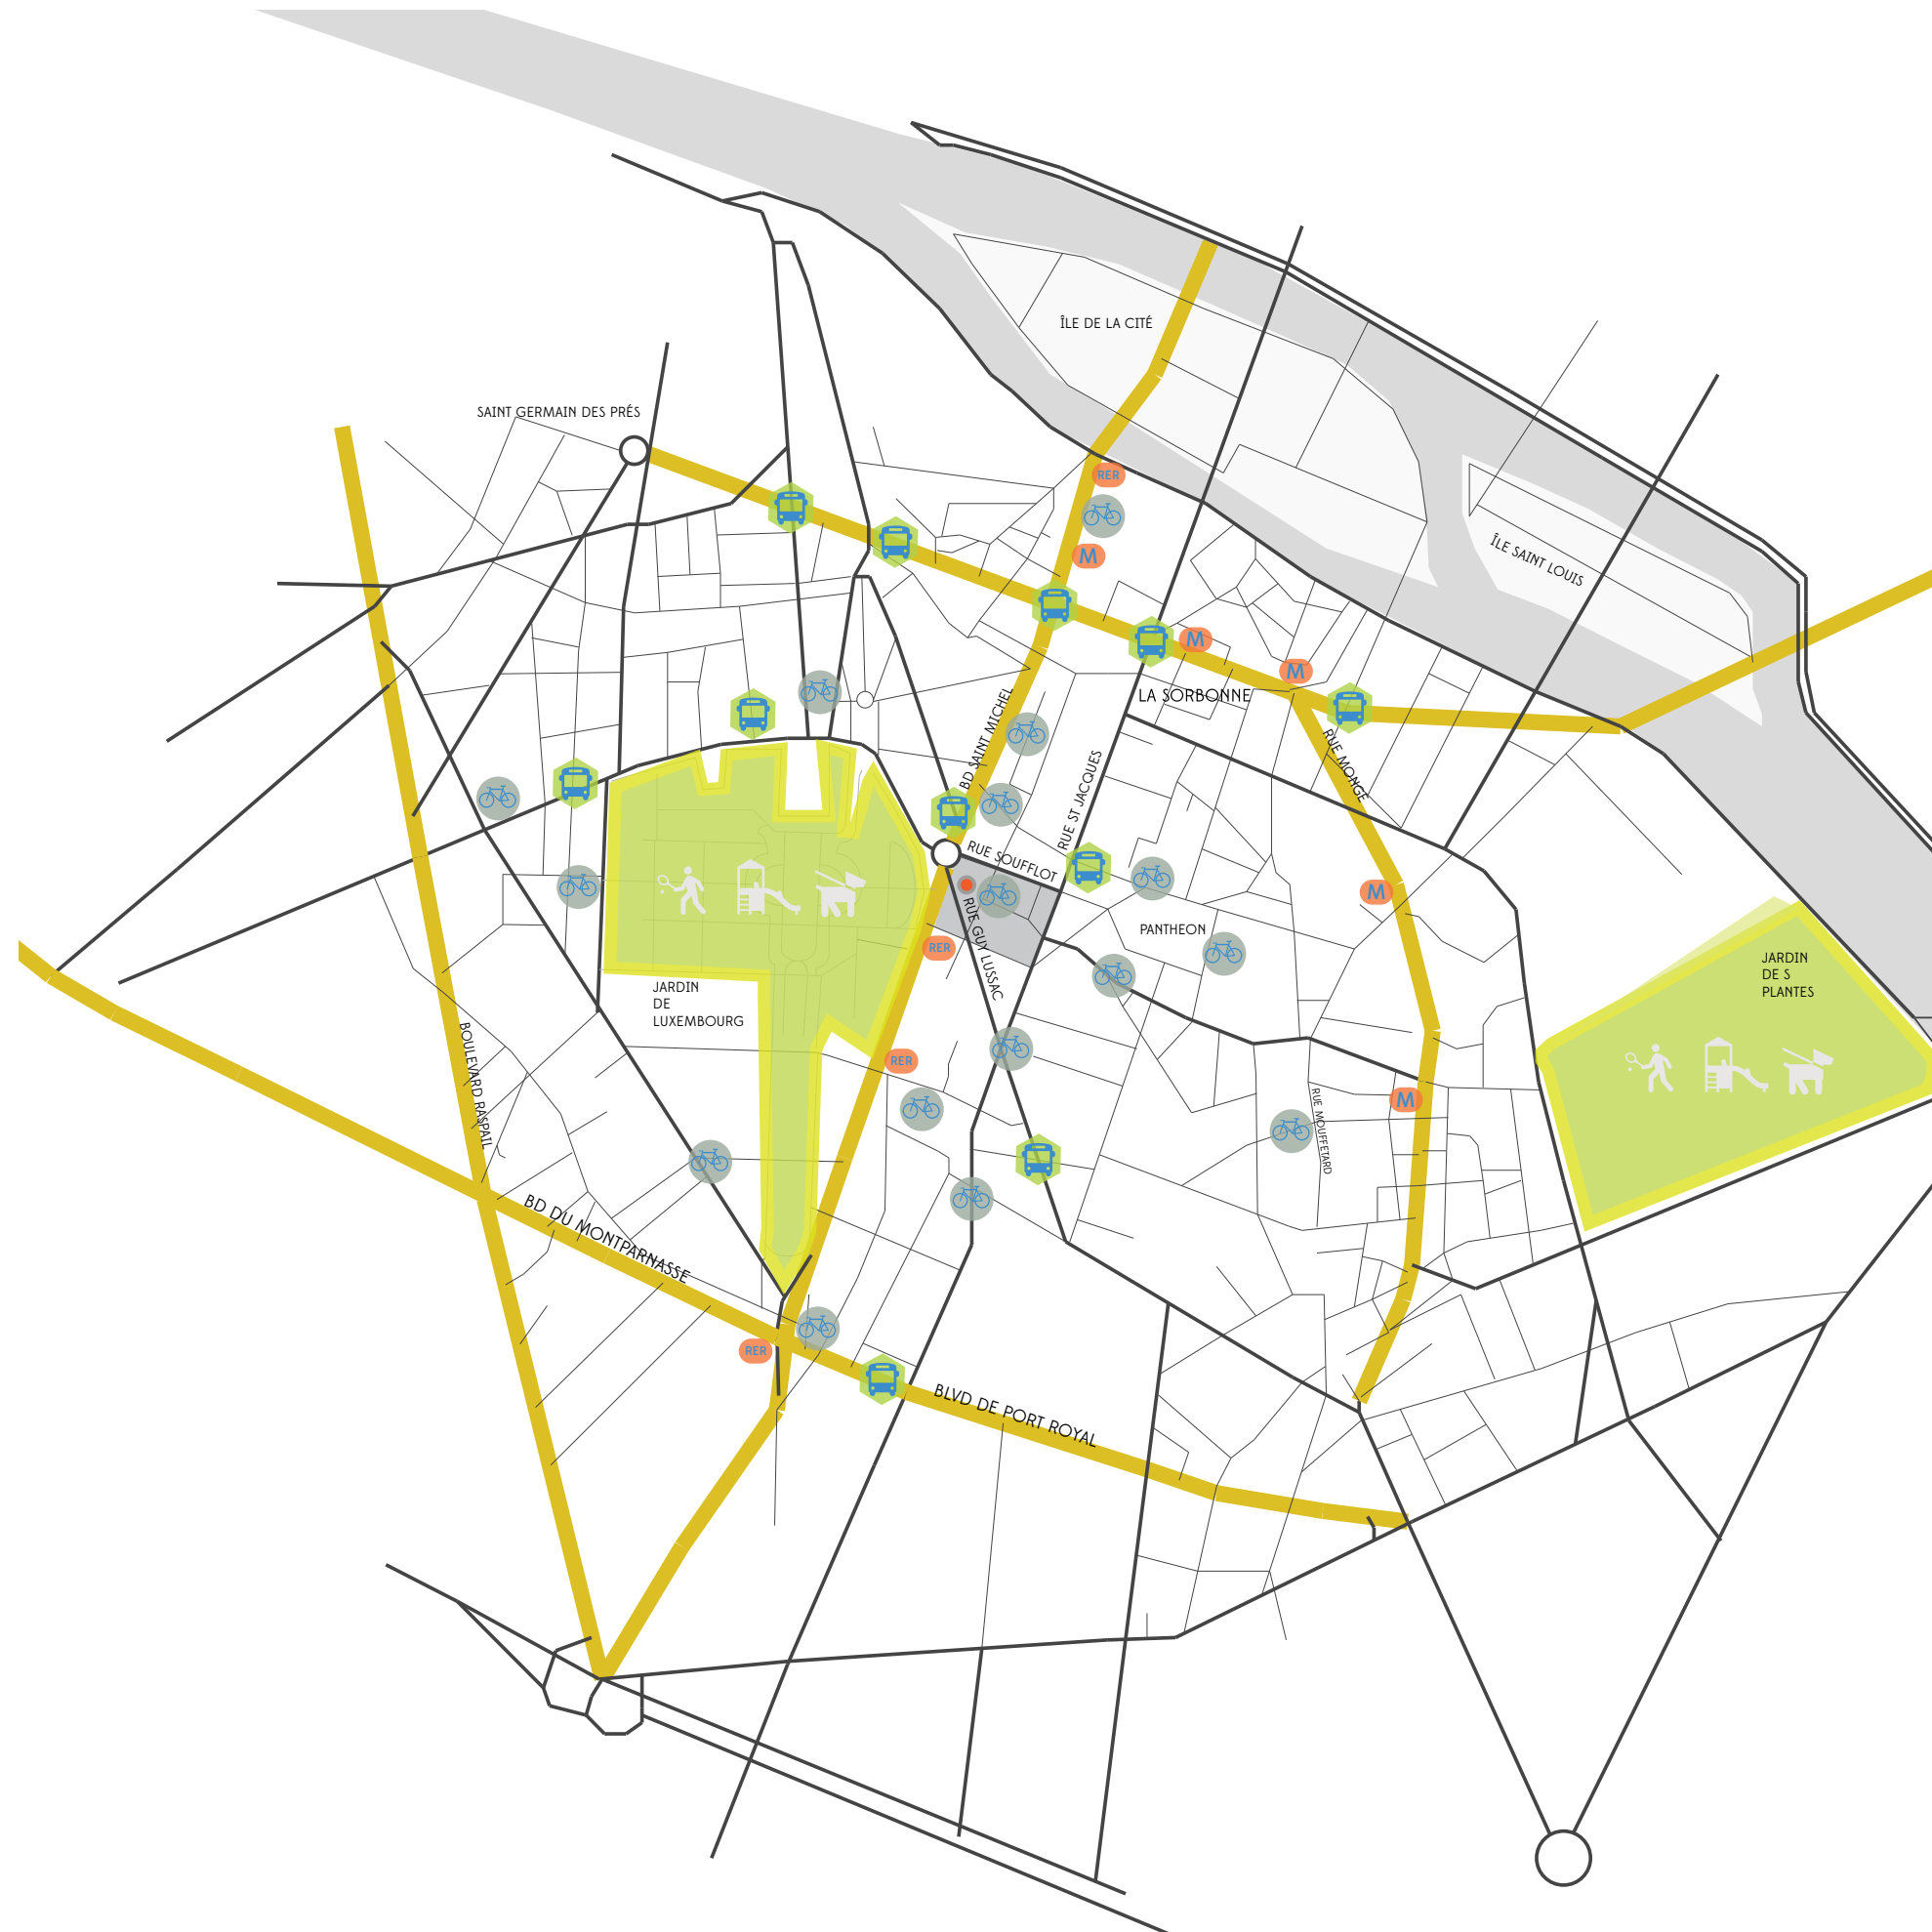 ÎLE DE LA CITÉ
SAINT GERMAIN DES PRÉS
RER
M
ÎLE SAINT LOUIS
M
M
LA SORBONNE
BD SAINT MICHEL
RUE MONGE
RUE ST JACQUES
RUE SOUFFLOT
M
RUE GUY LUSSAC
PANTHEON
RER
JARDIN
DE S
PLANTES
JARDIN
DE
LUXEMBOURG
RER
BOULEVARD RASPAIL
M
RUE MOUFFETARD
BD DU MONTPARNASSE
RER
BLVD DE PORT ROYAL